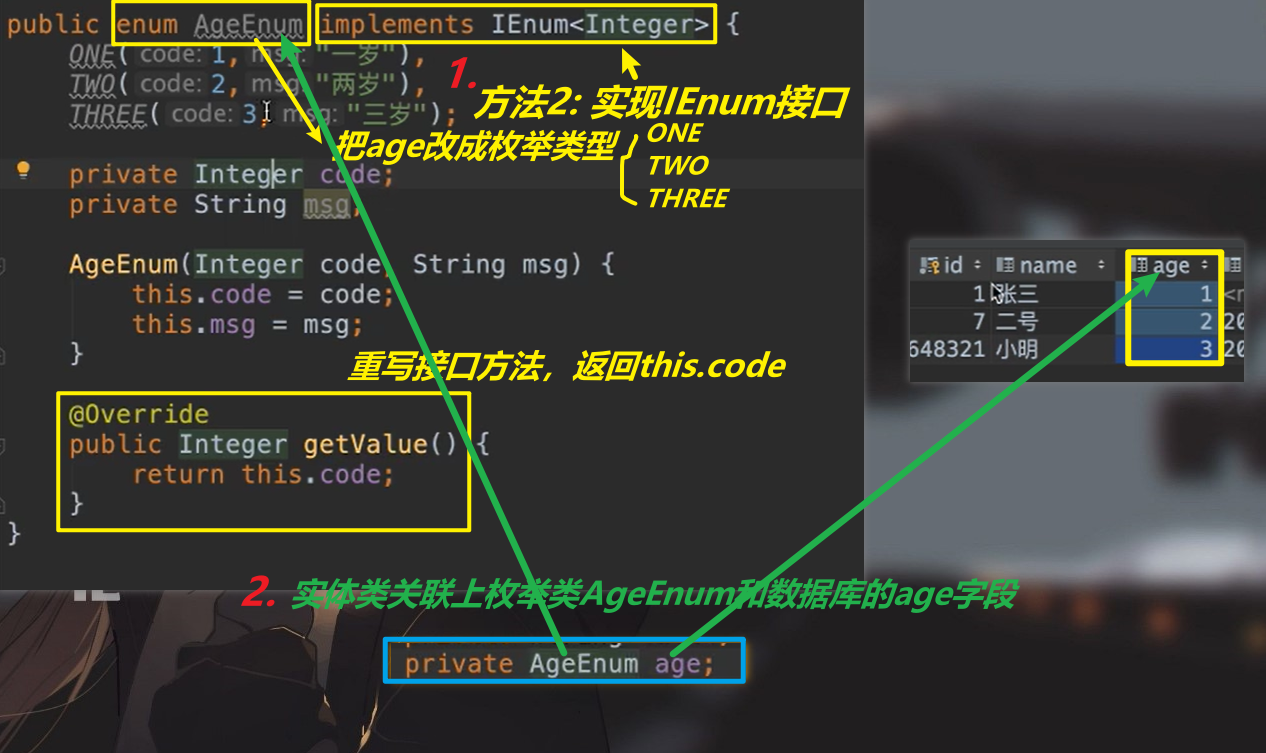 public enum AgeEnum implements IEnum<Integer> {
ONE( code: 1, msg: "一岁"),
TWO( code: 2, msg: "两岁"),
THREE( code: 3, msg: "三岁");
1.
方法2: 实现IEnum接口
把age改成枚举类型
ONE
TWO
THREE
private Integer code;
private String msg;
AgeEnum(Integer code, String msg) {
this.code = code;
this.msg = msg;
}
重写接口方法，返回this.code
@Override
public Integer getValue() {
return this.code;
}
}
id name age
1 张三 1
7 二号 2 20
648321 小明 3 20
2. 实体类关联上枚举类AgeEnum和数据库的age字段
private AgeEnum age;